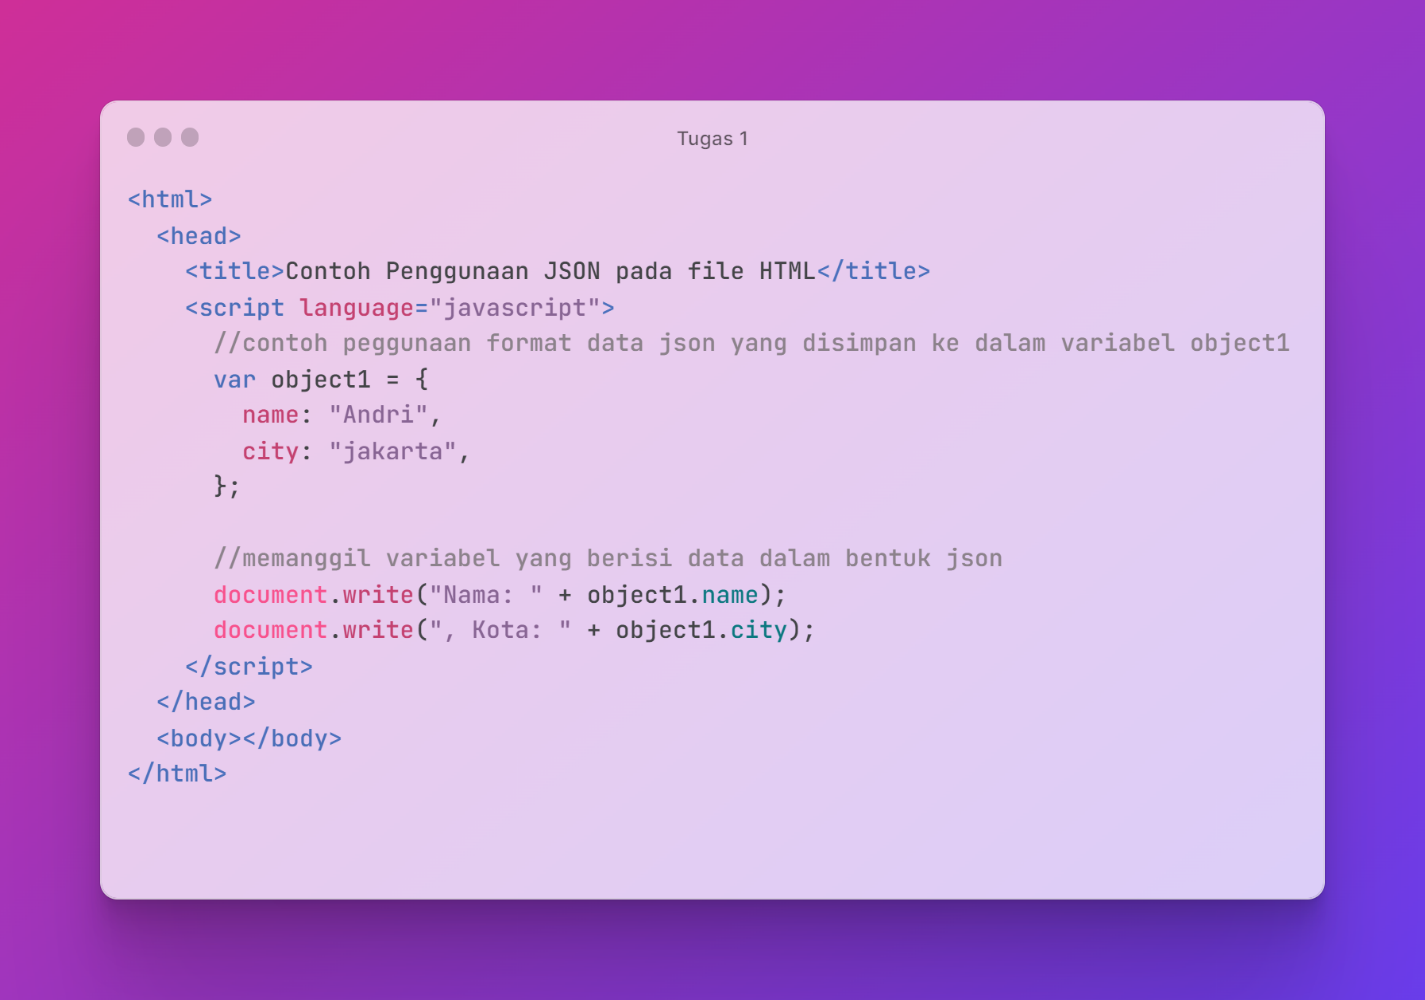 Tugas 1
<html>
<head>
<title>Contoh Penggunaan JSON pada file HTML</title>
<script language="javascript">
//contoh peggunaan format data json yang disimpan ke dalam variabel object1
var object1 = {
name: "Andri",
city: "jakarta",
};
//memanggil variabel yang berisi data dalam bentuk json
document.write("Nama: " + object1.name);
document.write(", Kota: " + object1.city);
</script>
</head>
<body></body>
</html>